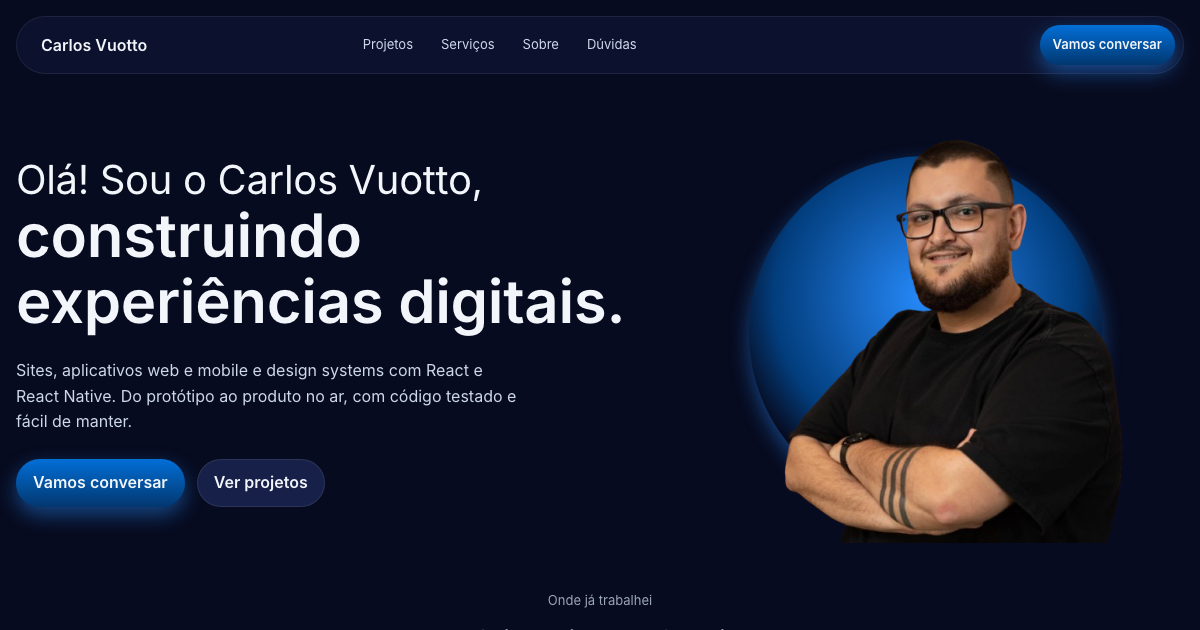 Carlos Vuotto
Projetos
Serviços
Sobre
Dúvidas
Vamos conversar
Olá! Sou o Carlos Vuotto,
construindo
experiências digitais.
Sites, aplicativos web e mobile e design systems com React e
React Native. Do protótipo ao produto no ar, com código testado e
fácil de manter.
Vamos conversar
Ver projetos
Onde já trabalhei